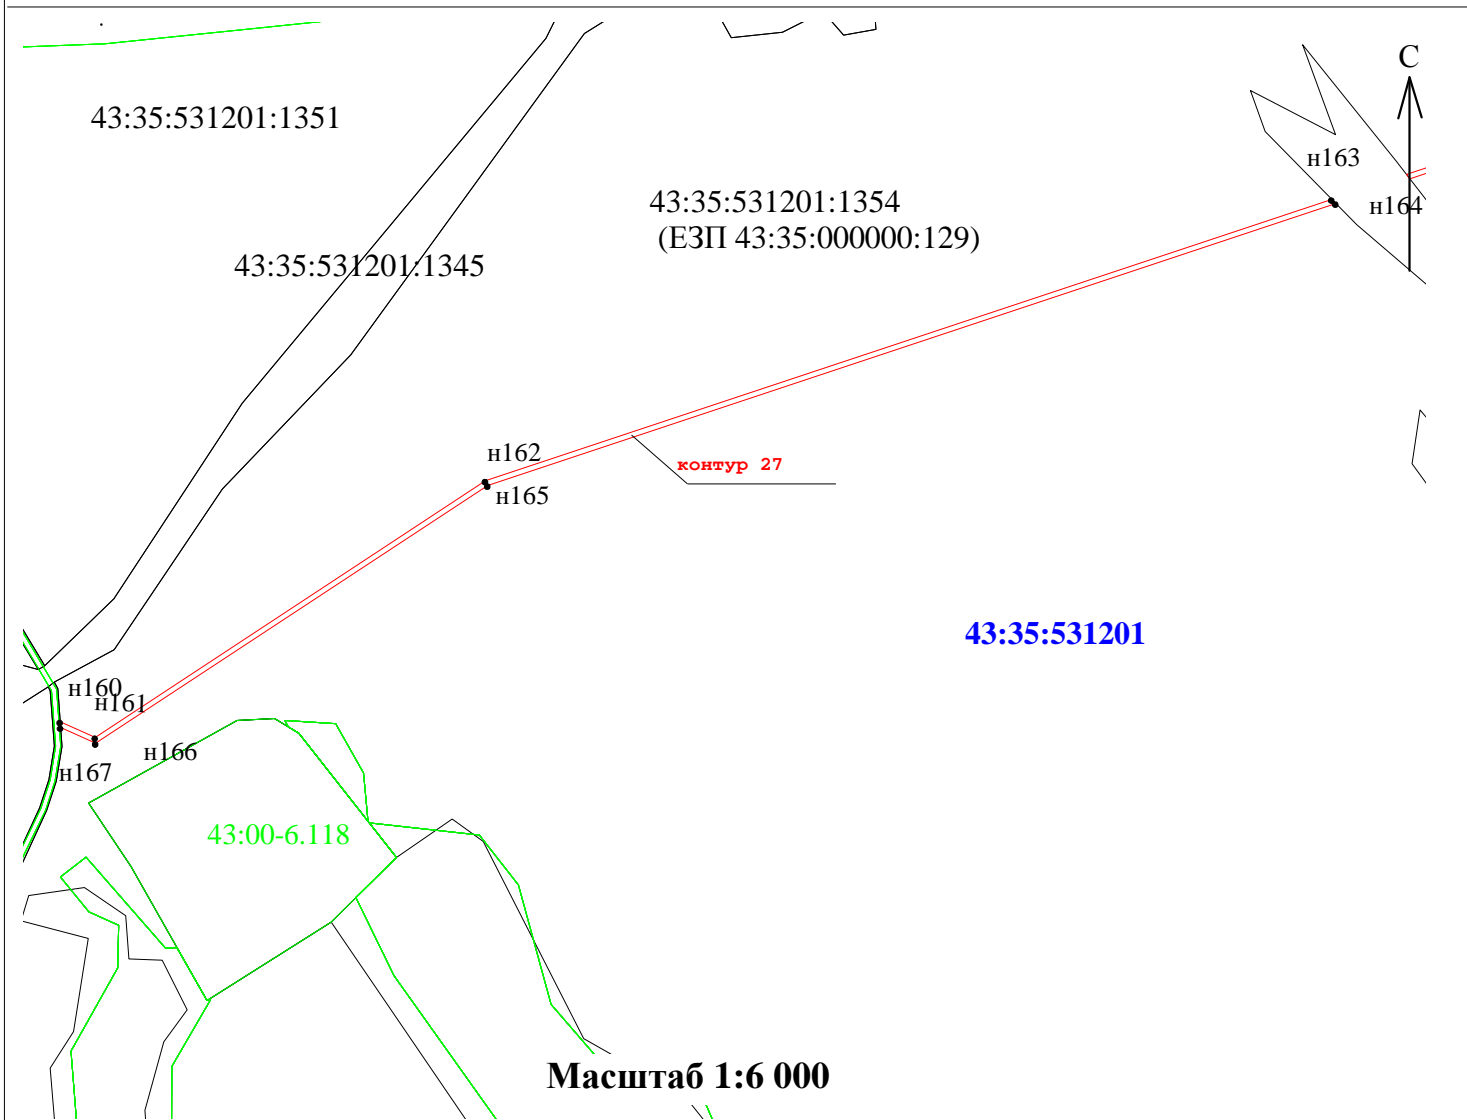 С
43:35:531201:1351
н163
43:35:531201:1354
н164
(ЕЗП 43:35:000000:129)
43:35:531201:1345
н162
контур 27
н165
43:35:531201
н160
н161
н166
н167
43:00-6.118
Масштаб 1:6 000